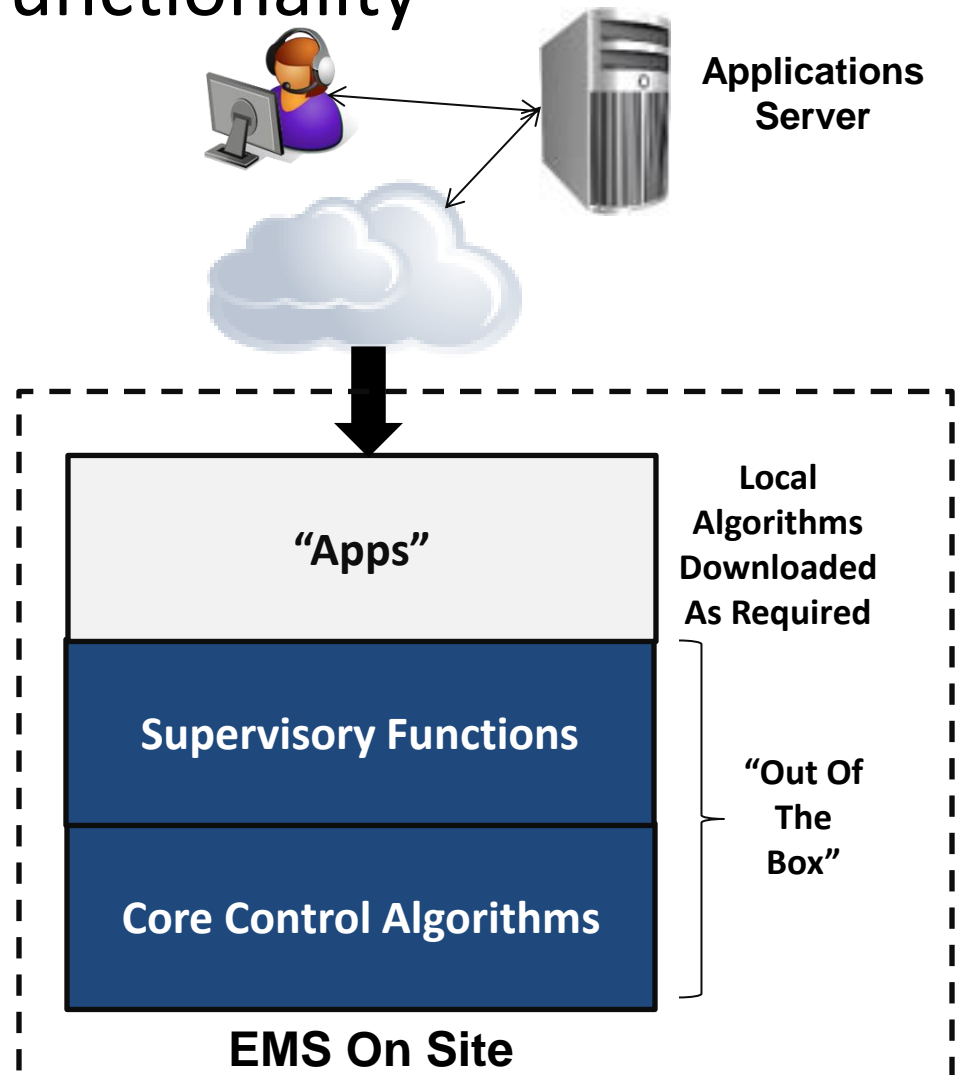 unctionality
Applications
Server
Local
Algorithms
Downloaded
As Required
“Apps”
Supervisory Functions
“Out Of
The
Box”
Core Control Algorithms
EMS On Site